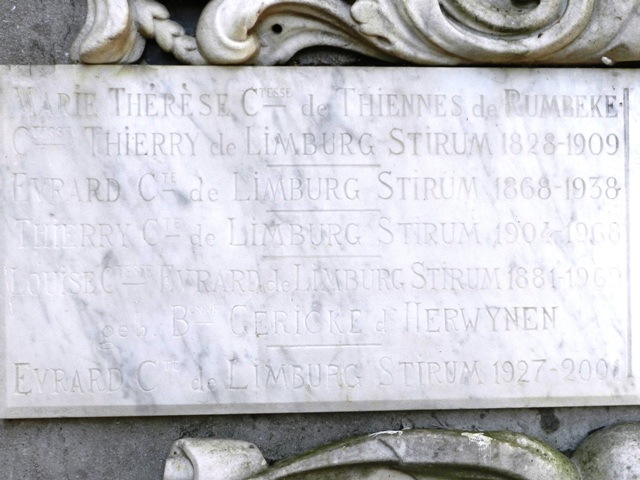 MARIE THÉRÈSE Ctesse de THIENNES de RUMBEKE
Ctesse THIERRY de LIMBURG STIRUM 1828-1909
EVRARD Cte de LIMBURG STIRUM 1868-1938
THIERRY Cte de LIMBURG STIRUM 1904-1968
LOUISE Ctesse EVRARD de LIMBURG STIRUM 1881-
geb. GERICKE d'HERWYNEN
EVRARD Cte de LIMBURG STIRUM 1927-2001